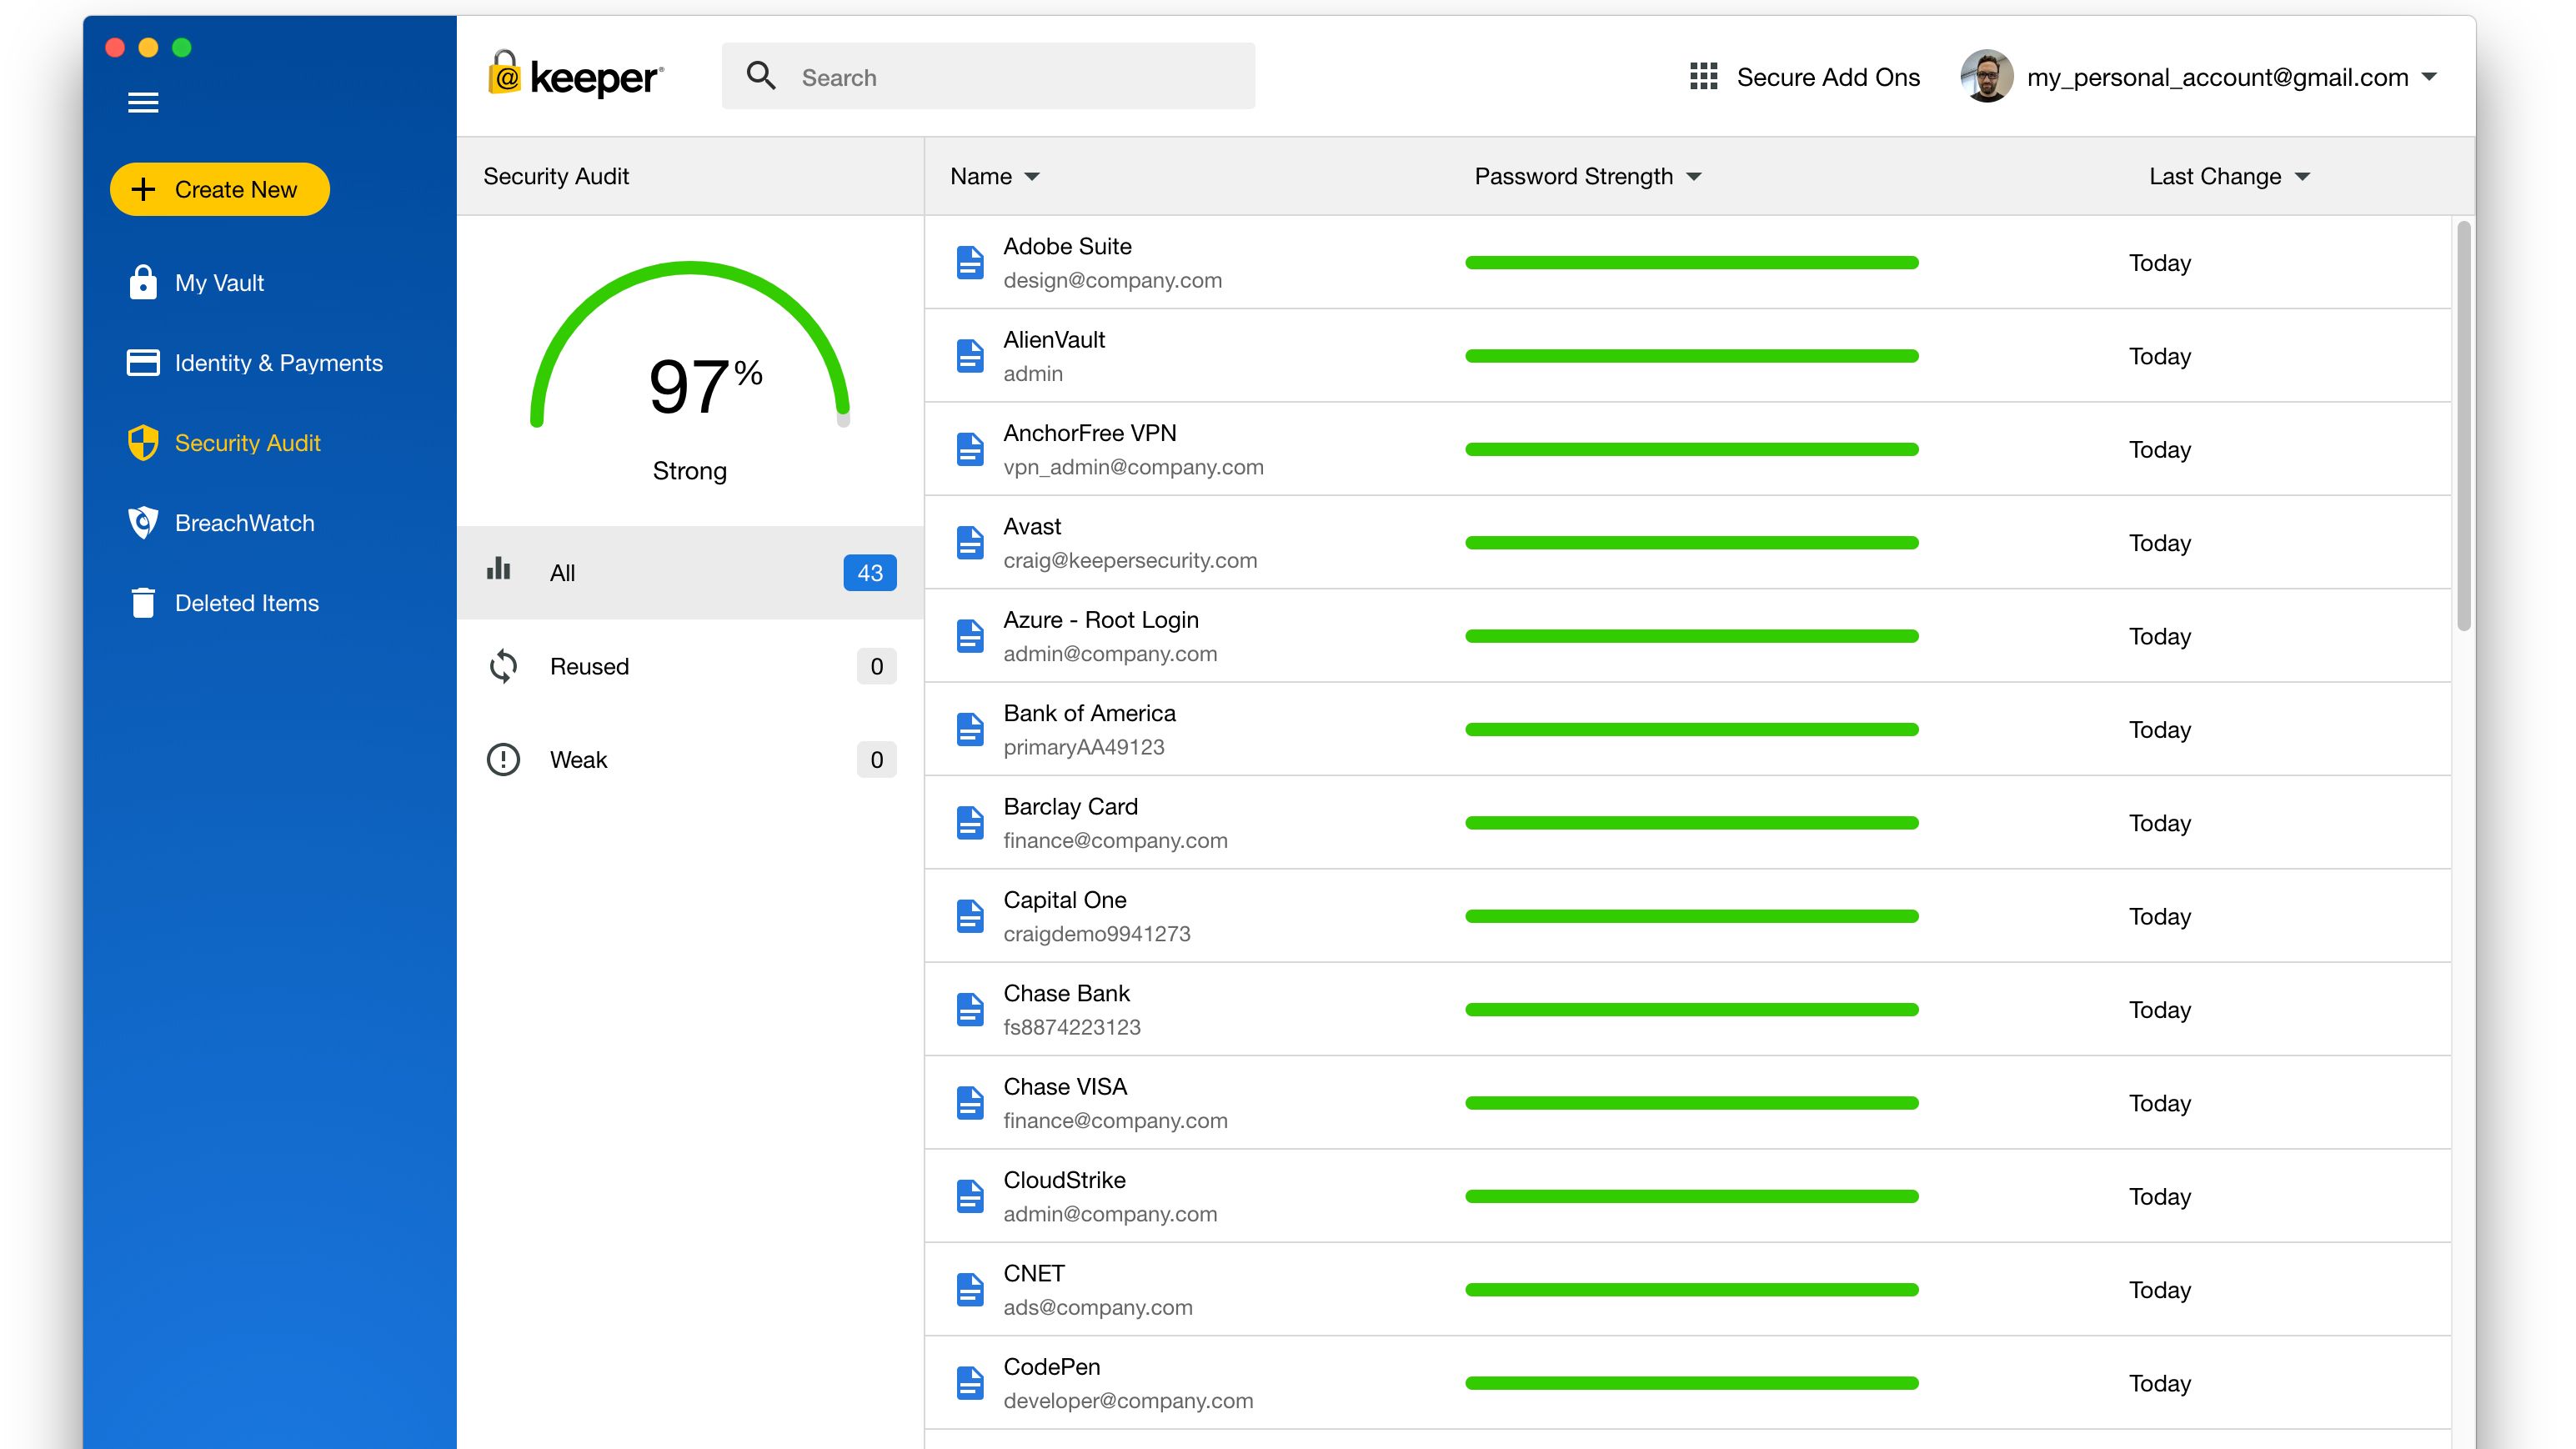 keeper
Search
Secure Add Ons
my_personal_account@gmail.com
Create New
My Vault
Identity & Payments
Security Audit
BreachWatch
Deleted Items
Security Audit
97%
Strong
All 43
Reused 0
Weak 0
Name Password Strength Last Change
Adobe Suite
design@company.com
Today
AlienVault
admin
Today
AnchorFree VPN
vpn_admin@company.com
Today
Avast
craig@keepersecurity.com
Today
Azure - Root Login
admin@company.com
Today
Bank of America
primaryAA49123
Today
Barclay Card
finance@company.com
Today
Capital One
craigdemo9941273
Today
Chase Bank
fs8874223123
Today
Chase VISA
finance@company.com
Today
CloudStrike
admin@company.com
Today
CNET
ads@company.com
Today
CodePen
developer@company.com
Today